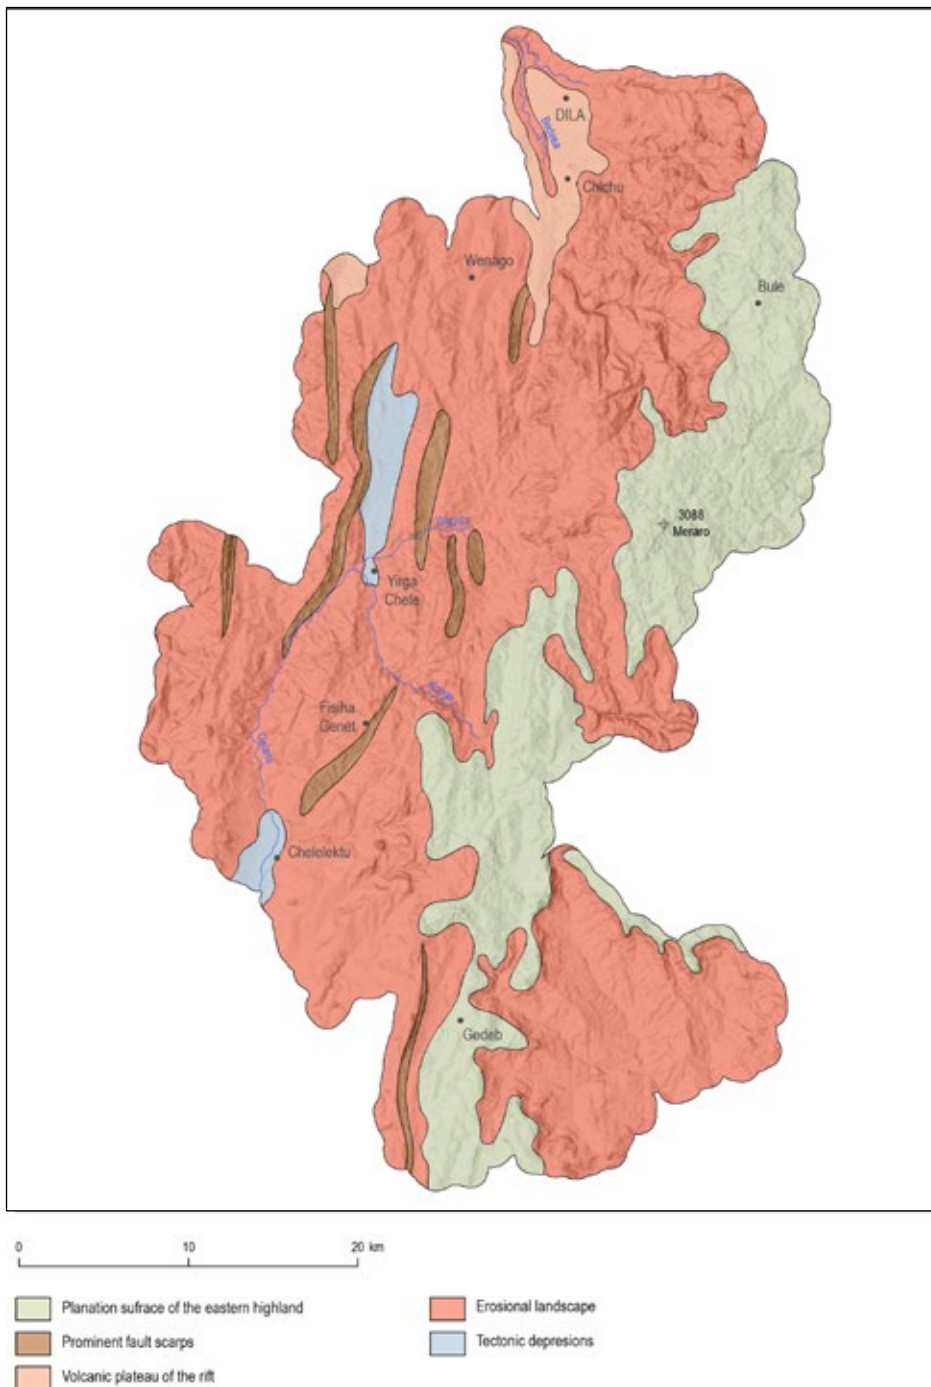 DILA
Chichu
Wenago
Bule
3088
Meraro
Yirga
Chefe
Fisiha
Genet
Chelelektu
Gedeb
0 10 20 km
Planation sufrace of the eastern highland
Prominent fault scarps
Volcanic plateau of the rift
Erosional landscape
Tectonic depresions